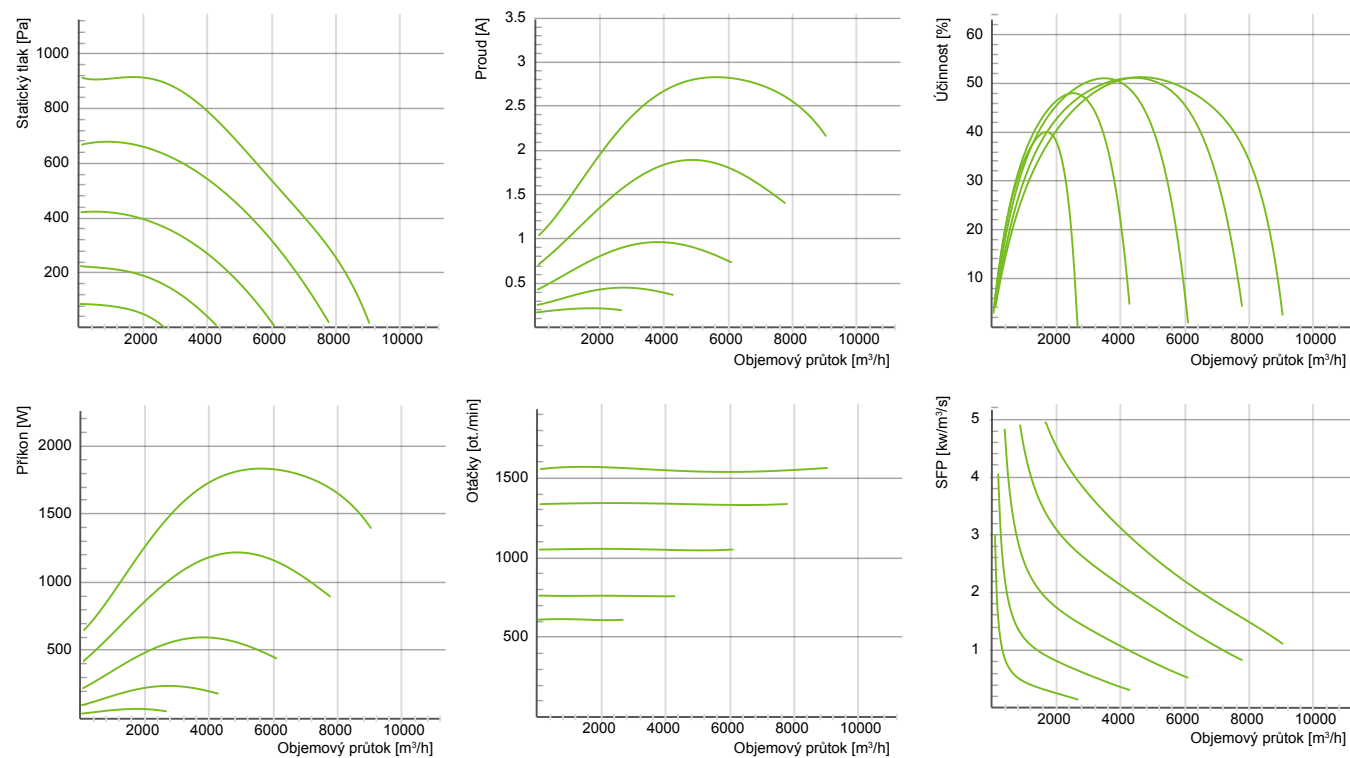 Statický tlak [Pa]
1000
800
600
400
200
2000 4000 6000 8000 10000
Proud [A]
3.5
3
2.5
2
1.5
1
0.5
2000 4000 6000 8000 10000
Objemový průtok [m³/h]
Účinnost [%]
60
50
40
30
20
10
2000 4000 6000 8000 10000
Objemový průtok [m³/h]
Příkon [W]
2000
1500
1000
500
2000 4000 6000 8000 10000
Objemový průtok [m³/h]
Otáčky [ot./min]
1500
1000
500
2000 4000 6000 8000 10000
Objemový průtok [m³/h]
SFP [kw/m³/s]
5
4
3
2
1
2000 4000 6000 8000 10000
Objemový průtok [m³/h]